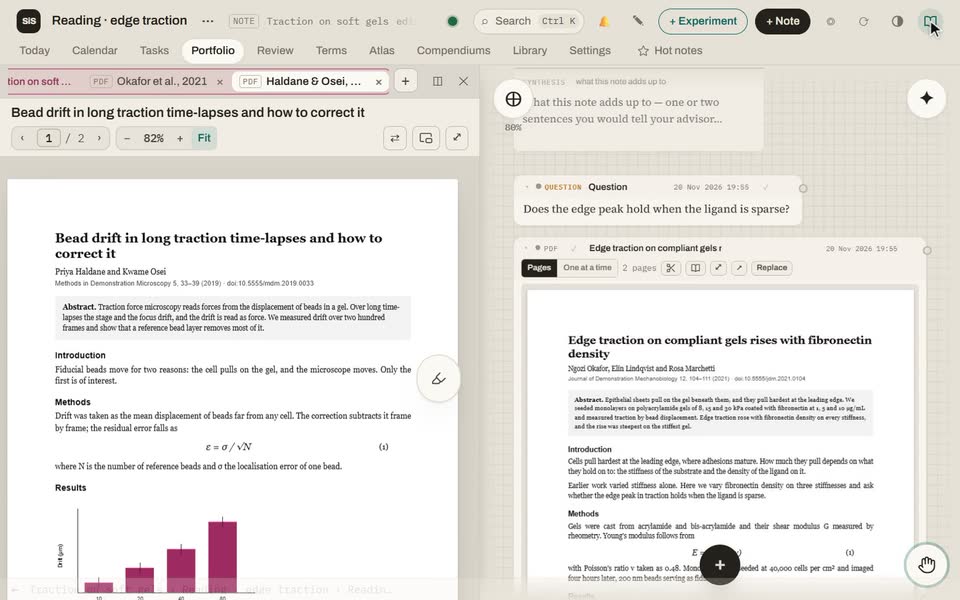 SiS Reading · edge traction ··· NOTE Traction on soft gels Search Ctrl K + Experiment + Note
Today Calendar Tasks Portfolio Review Terms Atlas Compendiums Library Settings Hot notes
tion on soft ... PDF Okafor et al., 2021 × PDF Haldane & Osei, ... × +
Bead drift in long traction time-lapses and how to correct it
‹ 1 / 2 › − 82% + Fit
Bead drift in long traction time-lapses and how to
correct it
Priya Haldane and Kwame Osei
Methods in Demonstration Microscopy 5, 33–39 (2019) · doi:10.5555/mdm.2019.0033
Abstract. Traction force microscopy reads forces from the displacement of beads in a gel. Over long time-
lapses the stage and the focus drift, and the drift is read as force. We measured drift over two hundred
frames and show that a reference bead layer removes most of it.
Introduction
Fiducial beads move for two reasons: the cell pulls on the gel, and the microscope moves. Only the
first is of interest.
Methods
Drift was taken as the mean displacement of beads far from any cell. The correction subtracts it frame
by frame; the residual error falls as
ε = σ / √N (1)
where N is the number of reference beads and σ the localisation error of one bead.
Results
Drift (μm)
10 20 40 80
← Traction on soft gels · Reading · edge traction › Readin…
SYNTHESIS what this note adds up to
What this note adds up to — one or two
sentences you would tell your advisor...
80%
QUESTION Question 20 Nov 2026 19:55 ✓
Does the edge peak hold when the ligand is sparse?
PDF ✓ Edge traction on compliant gels r 20 Nov 2026 19:55
Pages One at a time 2 pages Replace
Edge traction on compliant gels rises with fibronectin
density
Ngozi Okafor, Elin Lindqvist and Rosa Marchetti
Journal of Demonstration Mechanobiology 12, 104–111 (2021) · doi:10.5555/jdm.2021.0104
Abstract. Epithelial sheets pull on the gel beneath them, and they pull hardest at the leading edge. We
seeded monolayers on polyacrylamide gels of 8, 15 and 30 kPa coated with fibronectin at 1, 5 and 10 μg/mL
and measured traction by bead displacement. Edge traction rose with fibronectin density on every stiffness,
and the rise was steepest on the stiffest gel.
Introduction
Cells pull hardest at the leading edge, where adhesions mature. How much they pull depends on what
they hold on to: the stiffness of the substrate and the density of the ligand on it.
Earlier work varied stiffness alone. Here we vary fibronectin density on three stiffnesses and ask
whether the edge peak in traction holds when the ligand is sparse.
Methods
Gels were cast from acrylamide and bis-acrylamide and their shear modulus G measured by
rheometry. Young's modulus follows from
E = (1)
with Poisson's ratio ν taken as 0.48. seeded at 40,000 cells per cm² and imaged
four hours later, 200 nm beads serving as
Results